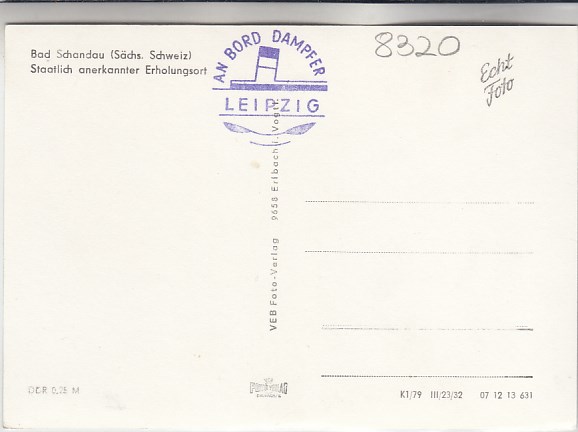 Bad Schandau (Sächs. Schweiz)
Staatlich anerkannter Erholungsort
AN BORD DAMPFER
LEIPZIG
8320
Echt
Foto
VEB Foto-Verlag 9658 Erlbach i. Vogtl.
DDR 0,25 M
K1/79 III/23/32 07 12 13 631